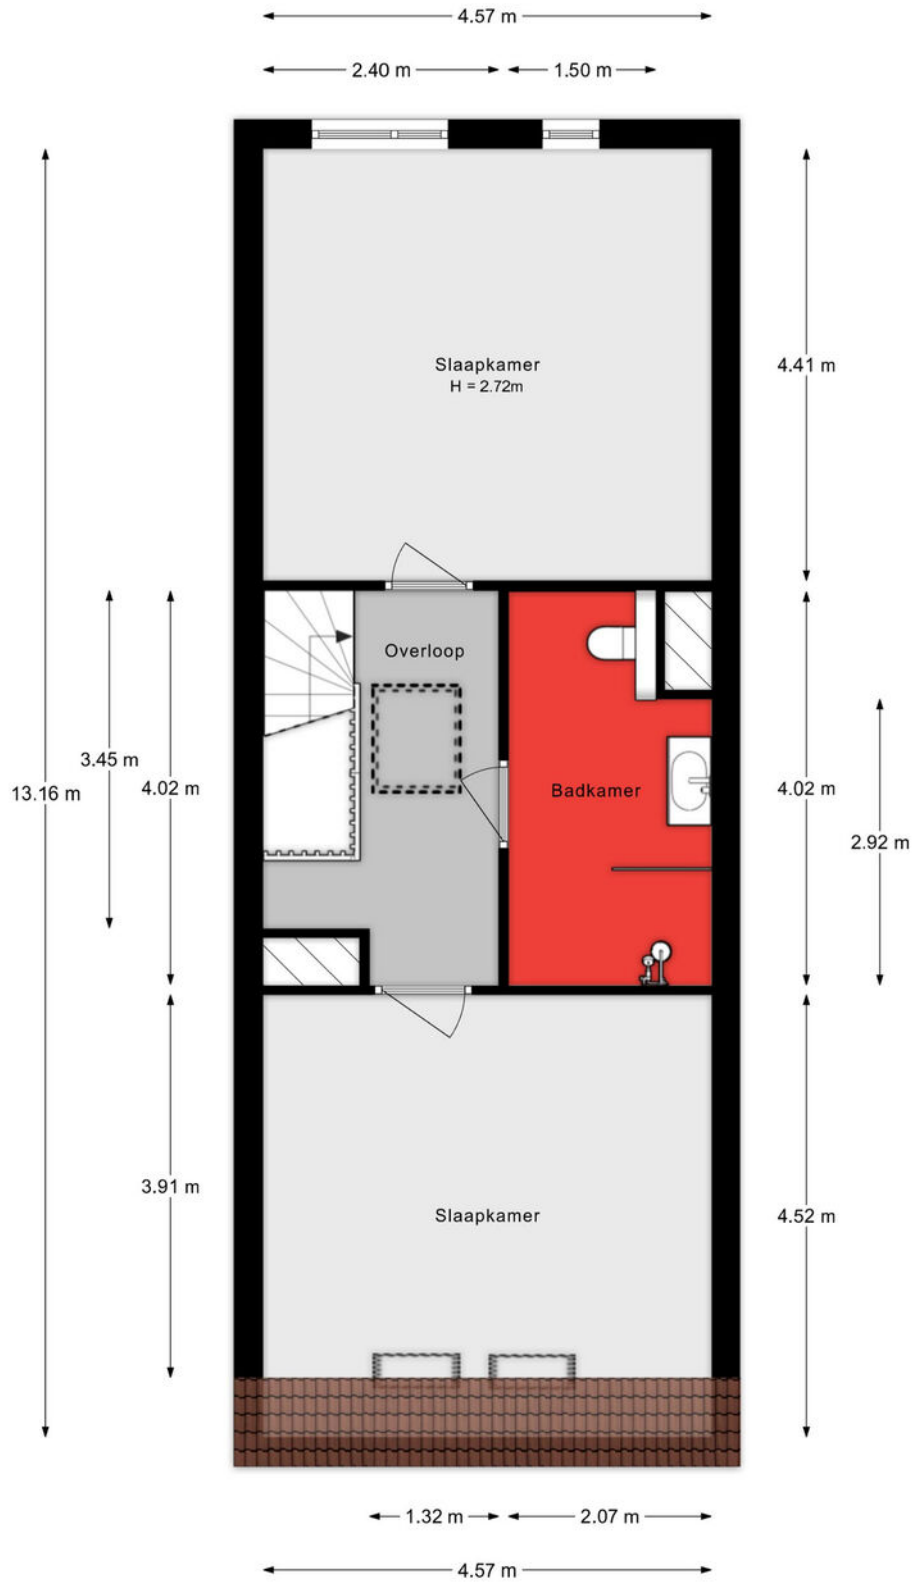 4.57 m
2.40 m
1.50 m
Slaapkamer
H = 2.72m
4.41 m
Overloop
3.45 m
4.02 m
13.16 m
Badkamer
4.02 m
2.92 m
3.91 m
Slaapkamer
4.52 m
1.32 m
2.07 m
4.57 m